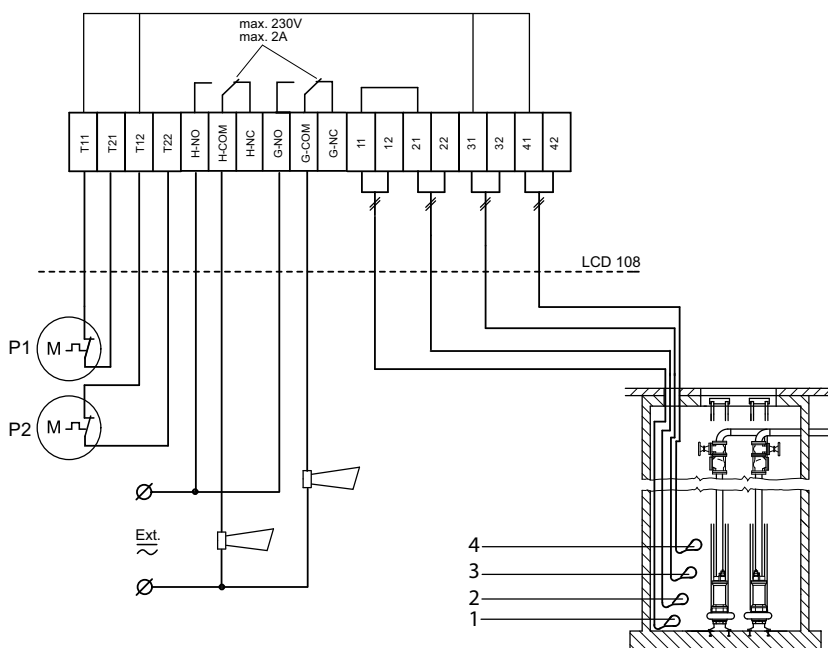 max. 230V
max. 2A
T11
T21
T12
T22
H-NO
H-COM
H-NC
G-NO
G-COM
G-NC
11
12
21
22
31
32
41
42
LCD 108
P1
M
P2
M
Ext.
4
3
2
1